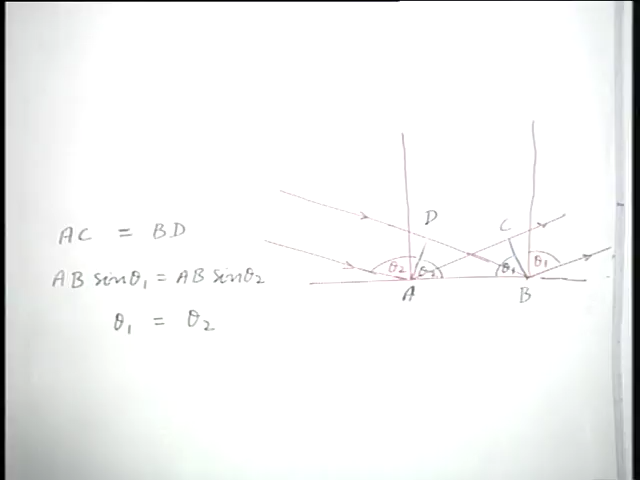 AC = BD
AB sinθ₁ = AB sinθ₂
θ₁ = θ₂
D C
θ₂ θ₂ θ₁ θ₁
A B